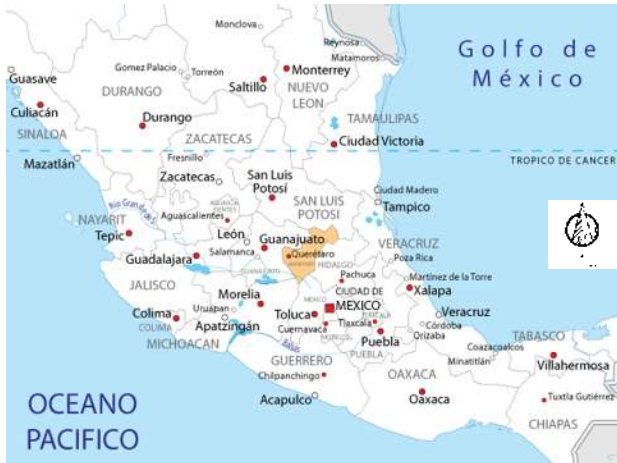 Monclova
Reynosa
Matamoros
Golfo de
México
Guasave
Gomez Palacio
Torreón
Monterrey
Saltillo
DURANGO
NUEVO
LEON
Culiacán
SINALOA
Durango
TAMAULIPAS
ZACATECAS
Ciudad Victoria
Fresnillo
Mazatlán
TROPICO DE CANCER
Zacatecas
San Luis
Potosí
Ciudad Madero
SAN LUIS
POTOSI
Tampico
Aguascalientes
NAYARIT
Tepic
León
Guanajuato
VERACRUZ
Salamanca
Querétaro
Poza Rica
Guadalajara
HIDALGO
Pachuca
Martinez de la Torre
JALISCO
Morelia
CIUDAD DE
MEXICO
Xalapa
Colima
COLIMA
Uruapan
Toluca
Tlaxcala
Veracruz
Apatzingán
Cuernavaca
Córdoba
MICHOACAN
Puebla
Orizaba
TABASCO
PUEBLA
Coazacoalcos
Minatitlán
Villahermosa
GUERRERO
Chilpancingo
OAXACA
Tuxtla Gutiérrez
Acapulco
Oaxaca
CHIAPAS
OCEANO
PACIFICO